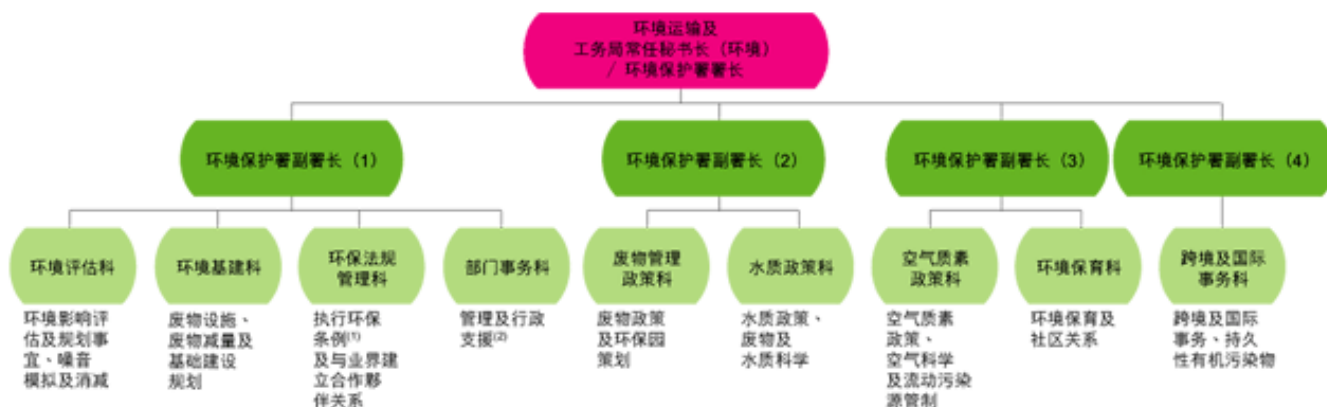 环境运输及
工务局常任秘书长（环境）
/ 环境保护署署长
环境保护署副署长（1）
环境保护署副署长（2）
环境保护署副署长（3）
环境保护署副署长（4）
环境评估科
环境基建科
环保法规
管理科
部门事务科
废物管理
政策科
水质政策科
空气质素
政策科
环境保育科
跨境及国际
事务科
环境影响评
估及规划事
宜、噪音
模拟及消减
废物设施、
废物减量及
基础建设
规划
执行环保
条例(1)
及与业界建
立合作夥
伴关系
管理及行政
支援(2)
废物政策
及环保园
策划
水质政策、
废物及
水质科学
空气质素
政策、
空气科学
及流动污染
源管制
环境保育及
社区关系
跨境及国际
事务、持久
性有机污染物